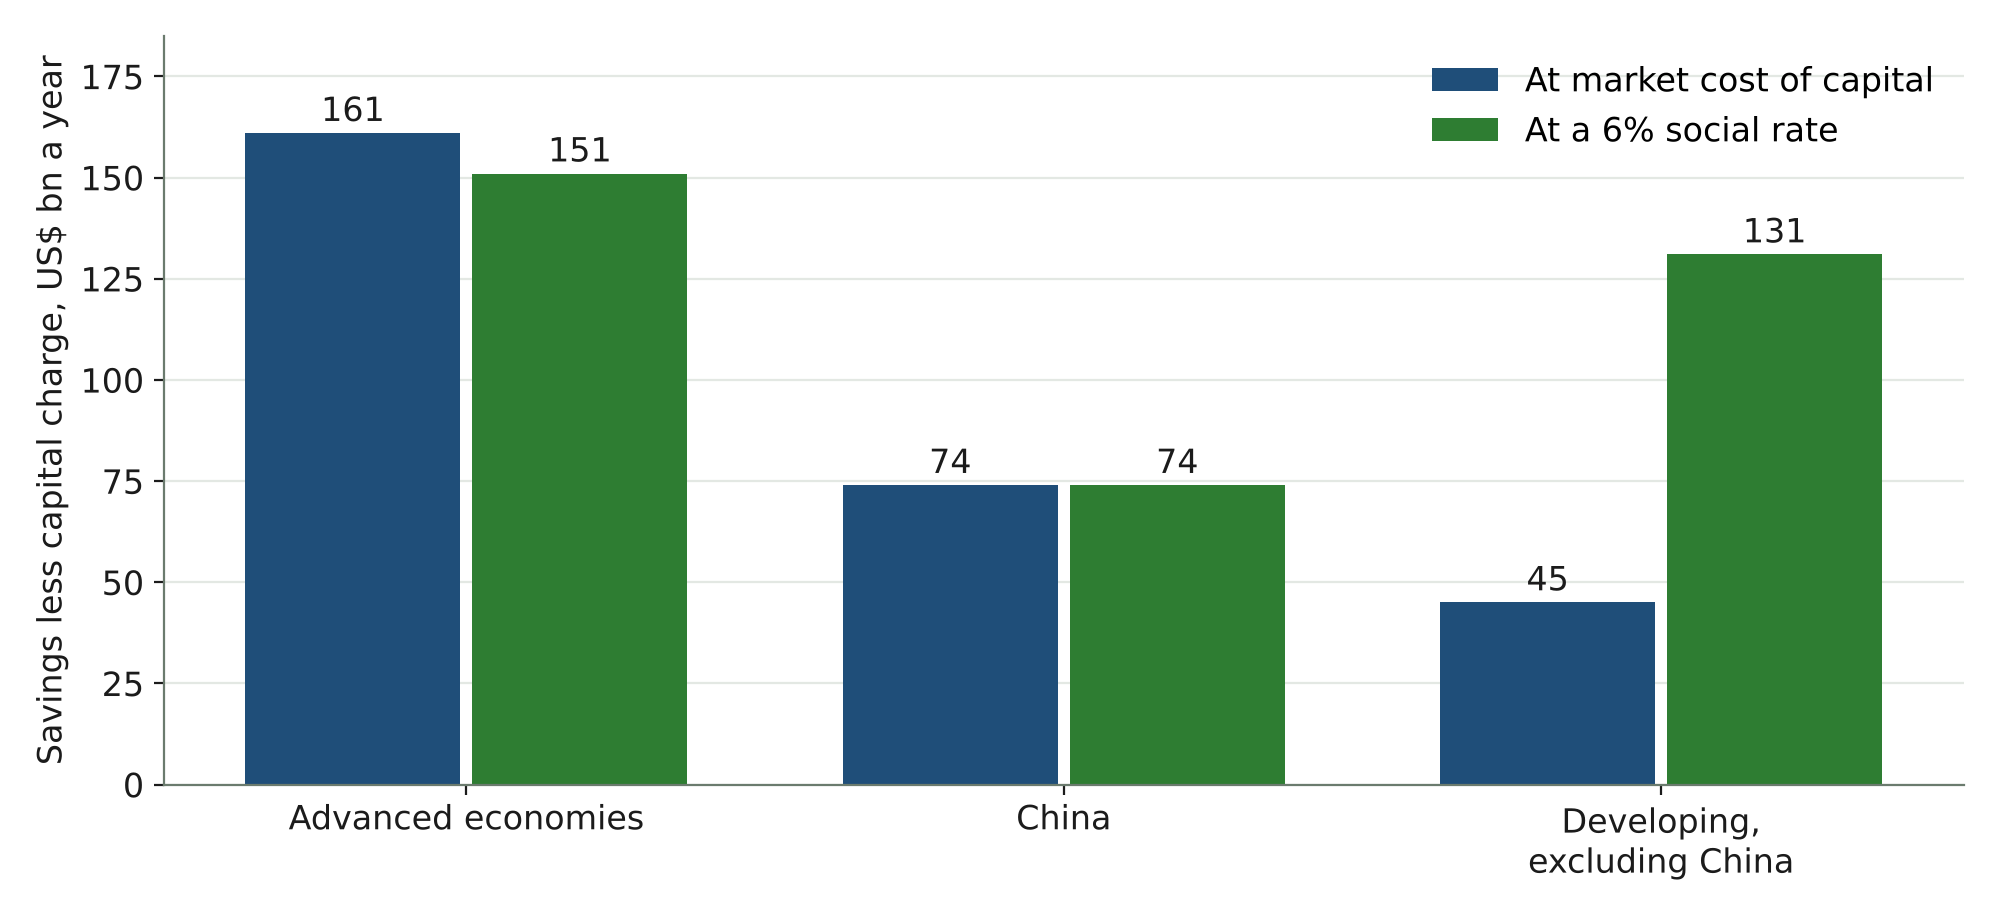 Savings less capital charge, US$ bn a year
175
150
125
100
75
50
25
0
At market cost of capital
At a 6% social rate
161
151
74
74
45
131
Advanced economies
China
Developing,
excluding China